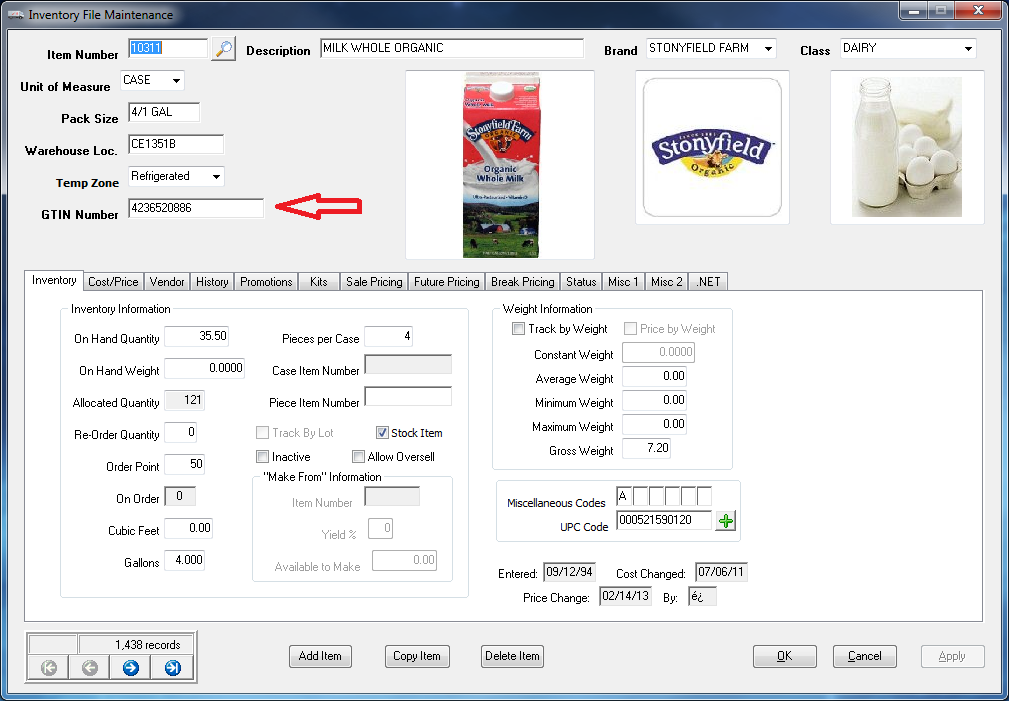 Inventory File Maintenance
Item Number 10311 Description MILK WHOLE ORGANIC Brand STONYFIELD FARM Class DAIRY
Unit of Measure CASE
Pack Size 4/1 GAL
Warehouse Loc. CE1351B
Temp Zone Refrigerated
GTIN Number 4236520886
Stonyfield Farm
Organic
Whole Milk
Stonyfield
Organic
Inventory Cost/Price Vendor History Promotions Kits Sale Pricing Future Pricing Break Pricing Status Misc 1 Misc 2 .NET
Inventory Information
On Hand Quantity 35.50
On Hand Weight 0.0000
Allocated Quantity 121
Re-Order Quantity 0
Order Point 50
On Order 0
Cubic Feet 0.00
Gallons 4.000
Pieces per Case 4
Case Item Number
Piece Item Number
Track By Lot Stock Item
Inactive Allow Oversell
"Make From" Information
Item Number
Yield % 0
Available to Make 0.00
Weight Information
Track by Weight Price by Weight
Constant Weight 0.0000
Average Weight 0.00
Minimum Weight 0.00
Maximum Weight 0.00
Gross Weight 7.20
Miscellaneous Codes A
UPC Code 000521590120
Entered: 09/12/94 Cost Changed: 07/06/11
Price Change: 02/14/13 By: é¿
1,438 records
Add Item Copy Item Delete Item OK Cancel Apply